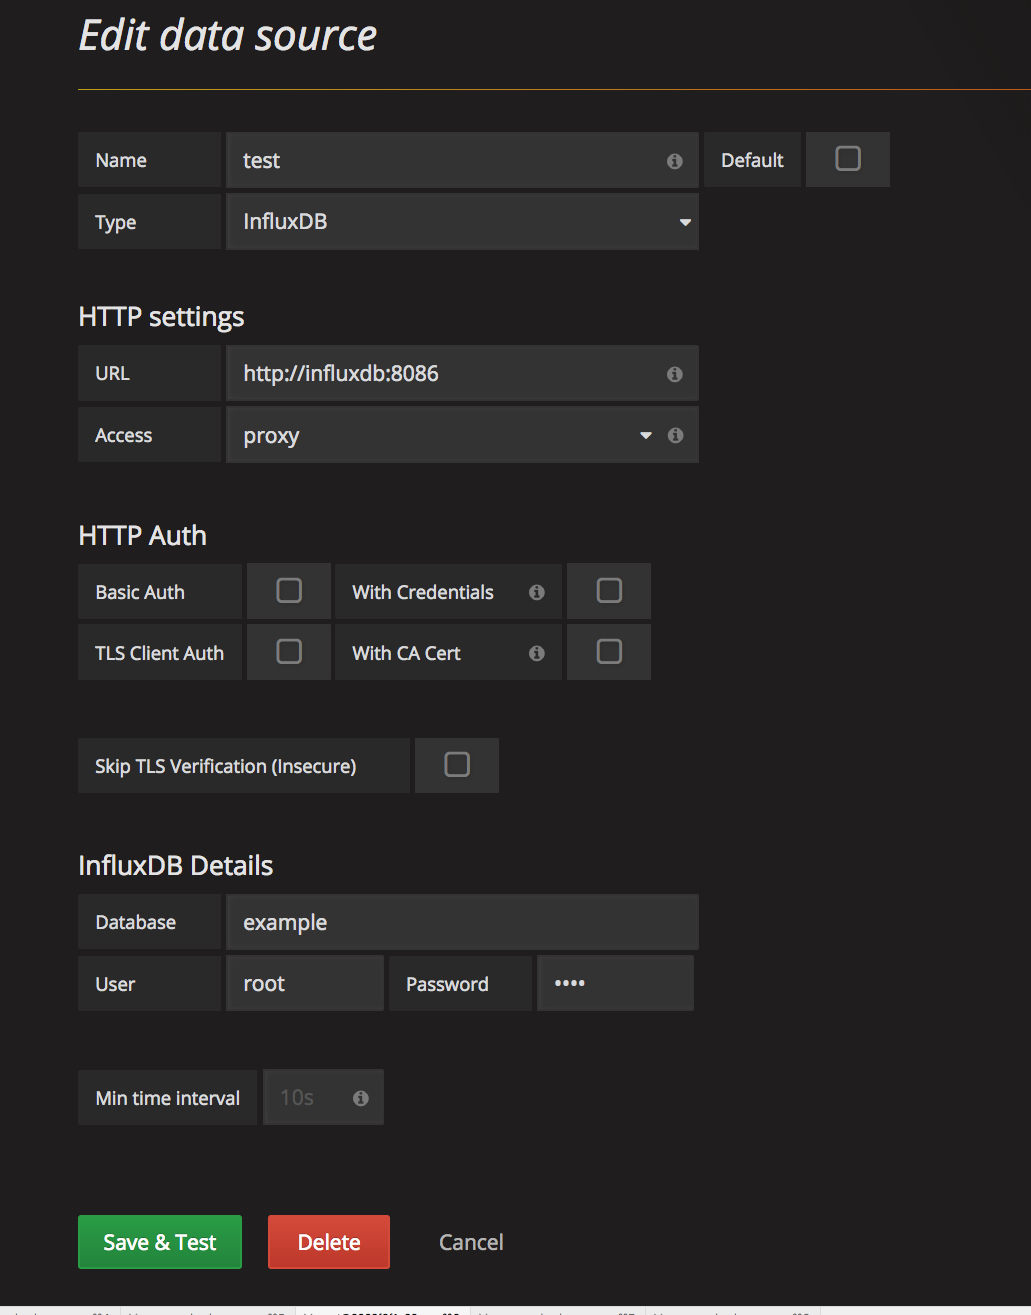 Edit data source
Name test Default
Type InfluxDB
HTTP settings
URL http://influxdb:8086
Access proxy
HTTP Auth
Basic Auth With Credentials
TLS Client Auth With CA Cert
Skip TLS Verification (Insecure)
InfluxDB Details
Database example
User root Password ••••
Min time interval 10s
Save & Test Delete Cancel